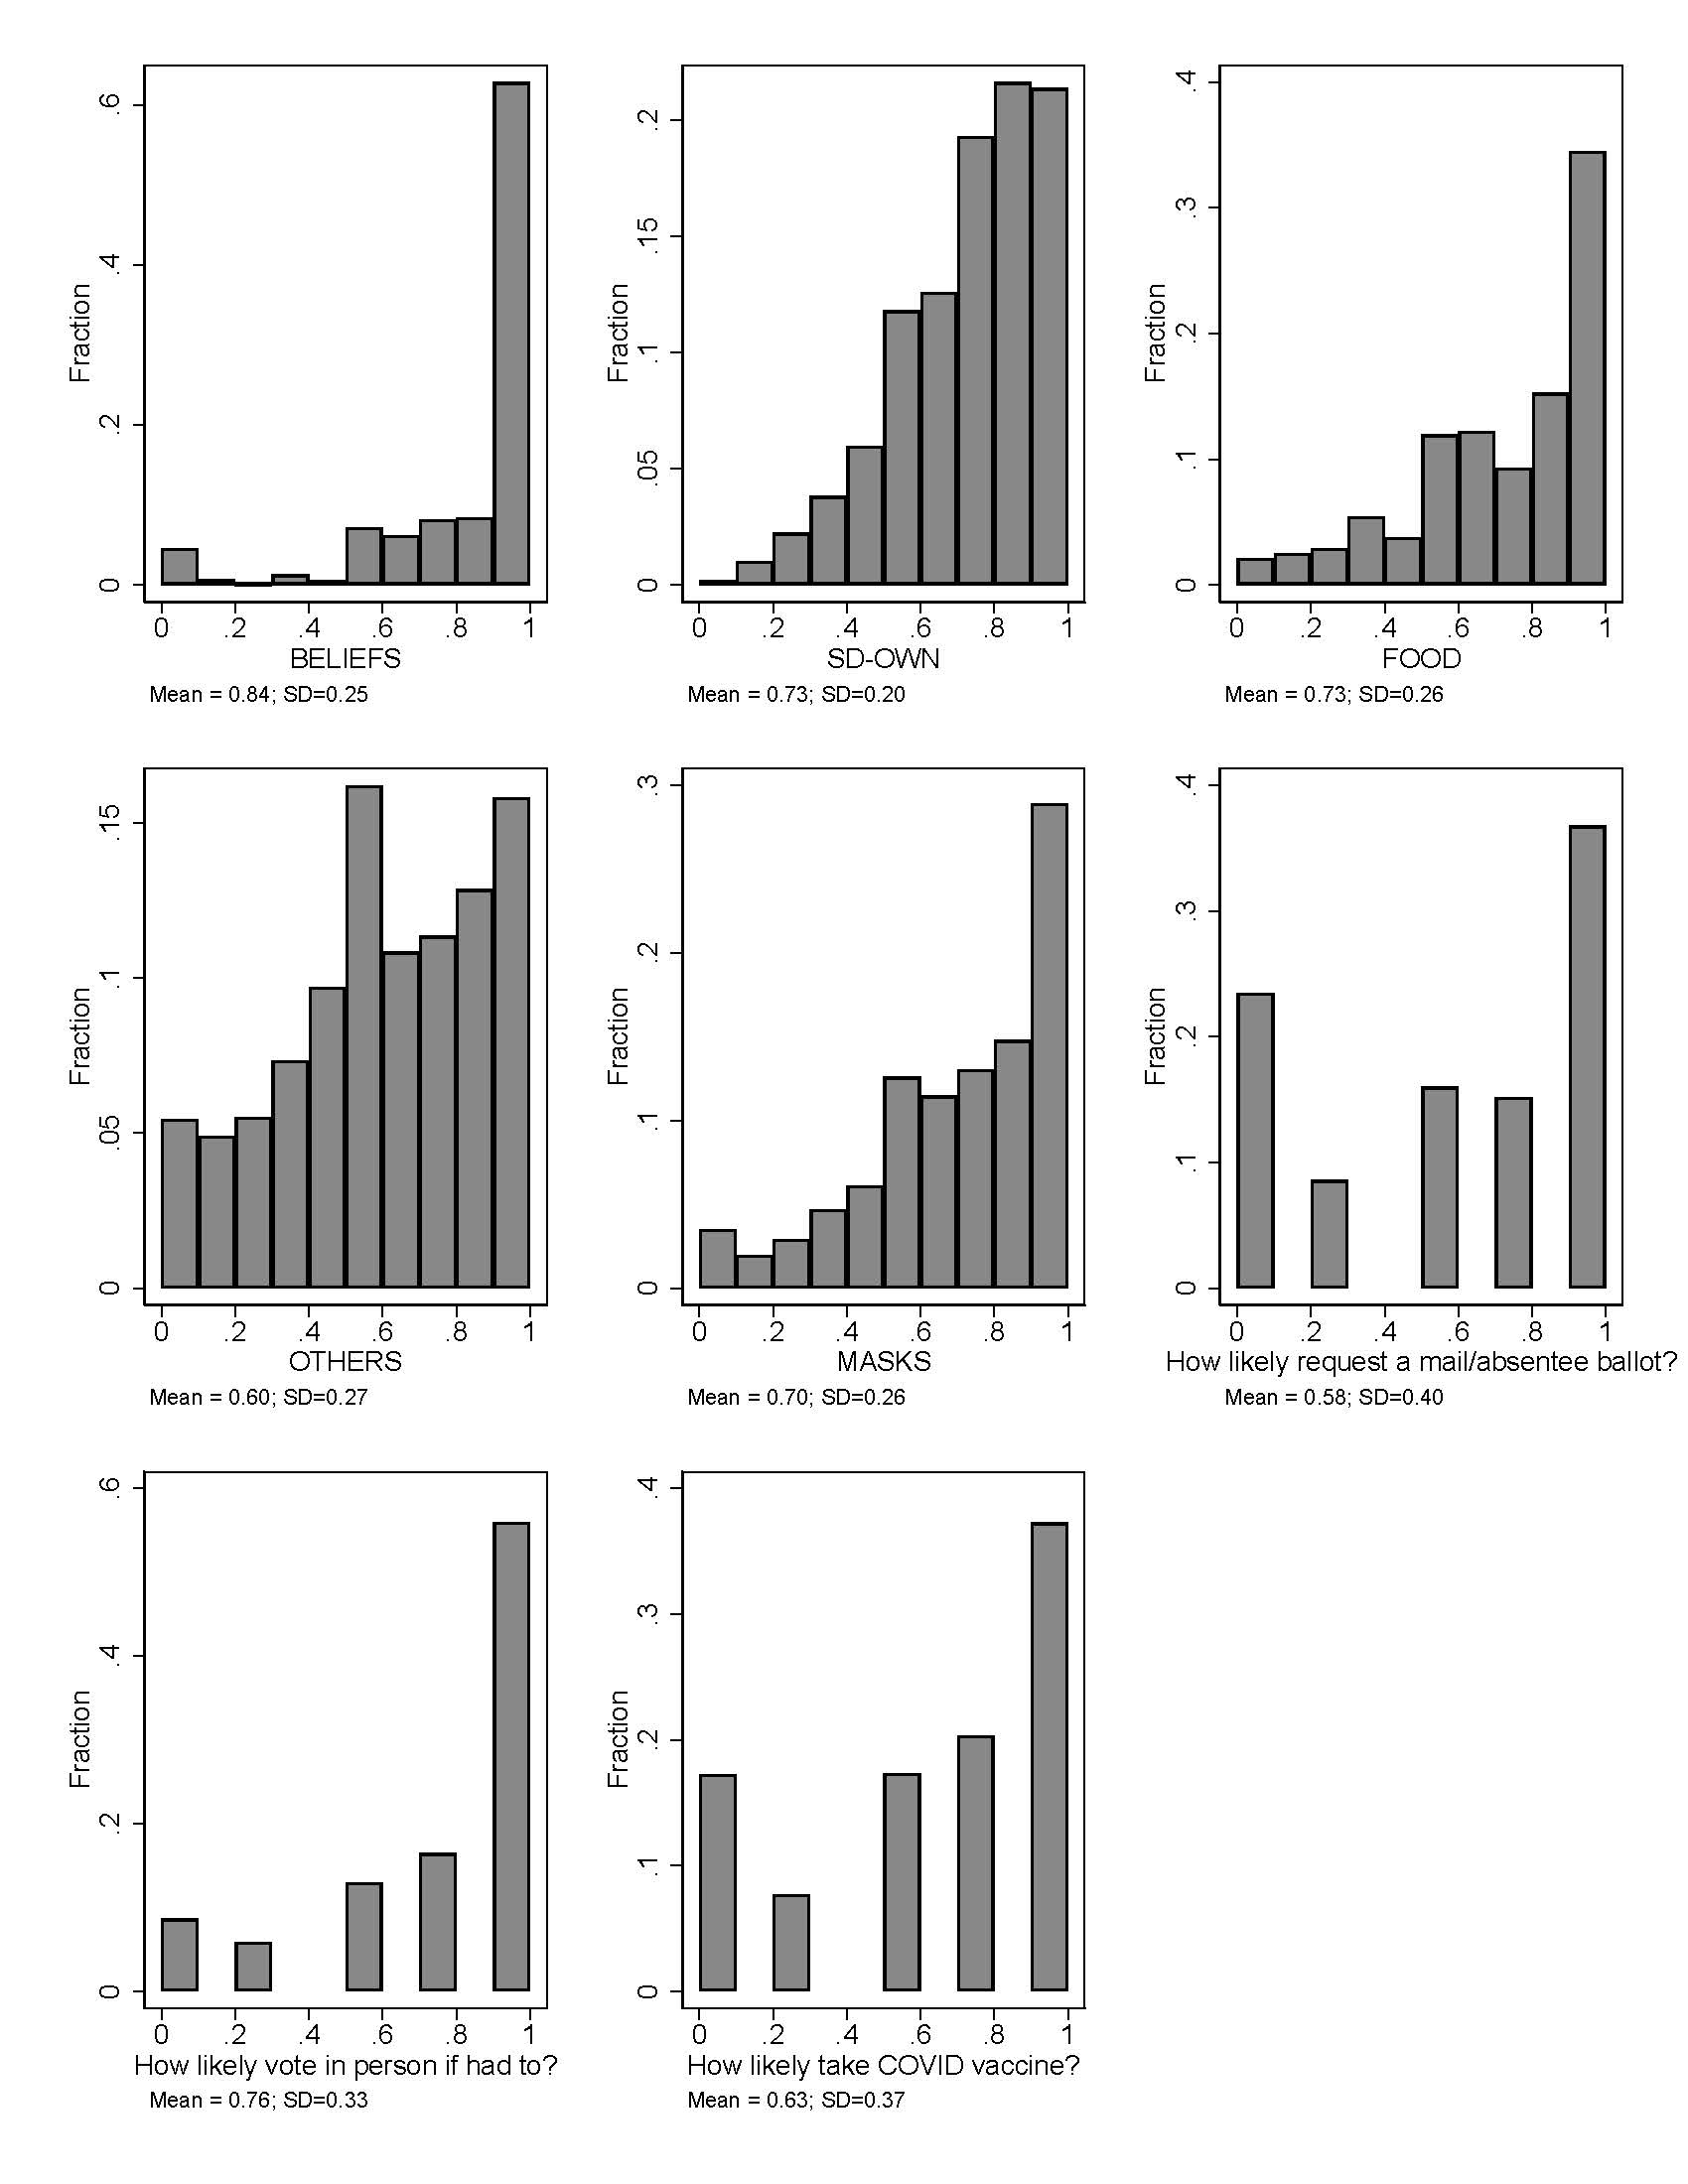 Fraction
0 .2 .4 .6
0 .2 .4 .6 .8 1
BELIEFS
Mean = 0.84; SD=0.25
Fraction
0 .05 .1 .15 .2
0 .2 .4 .6 .8 1
SD-OWN
Mean = 0.73; SD=0.20
Fraction
0 .1 .2 .3 .4
0 .2 .4 .6 .8 1
FOOD
Mean = 0.73; SD=0.26
Fraction
0 .05 .1 .15
0 .2 .4 .6 .8 1
OTHERS
Mean = 0.60; SD=0.27
Fraction
0 .1 .2 .3
0 .2 .4 .6 .8 1
MASKS
Mean = 0.70; SD=0.26
Fraction
0 .1 .2 .3 .4
0 .2 .4 .6 .8 1
How likely request a mail/absentee ballot?
Mean = 0.58; SD=0.40
Fraction
0 .2 .4 .6
0 .2 .4 .6 .8 1
How likely vote in person if had to?
Mean = 0.76; SD=0.33
Fraction
0 .1 .2 .3 .4
0 .2 .4 .6 .8 1
How likely take COVID vaccine?
Mean = 0.63; SD=0.37